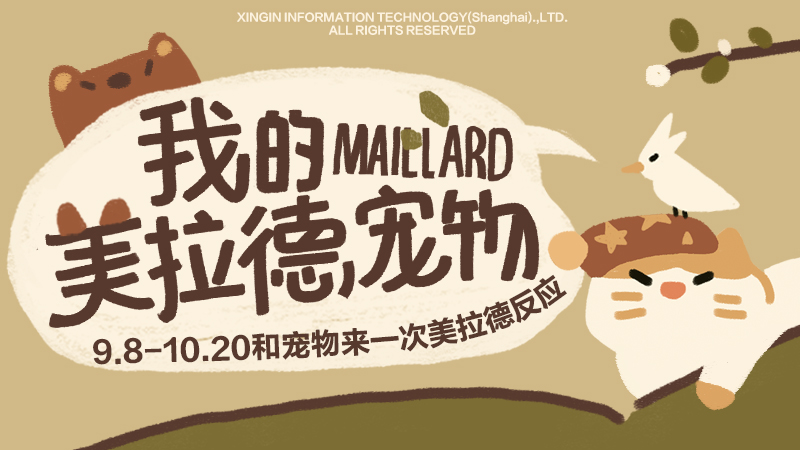 XINGIN INFORMATION TECHNOLOGY(Shanghai).,LTD.
ALL RIGHTS RESERVED
我的MAILLARD
美拉德,宠物
9.8-10.20和宠物来一次美拉德反应